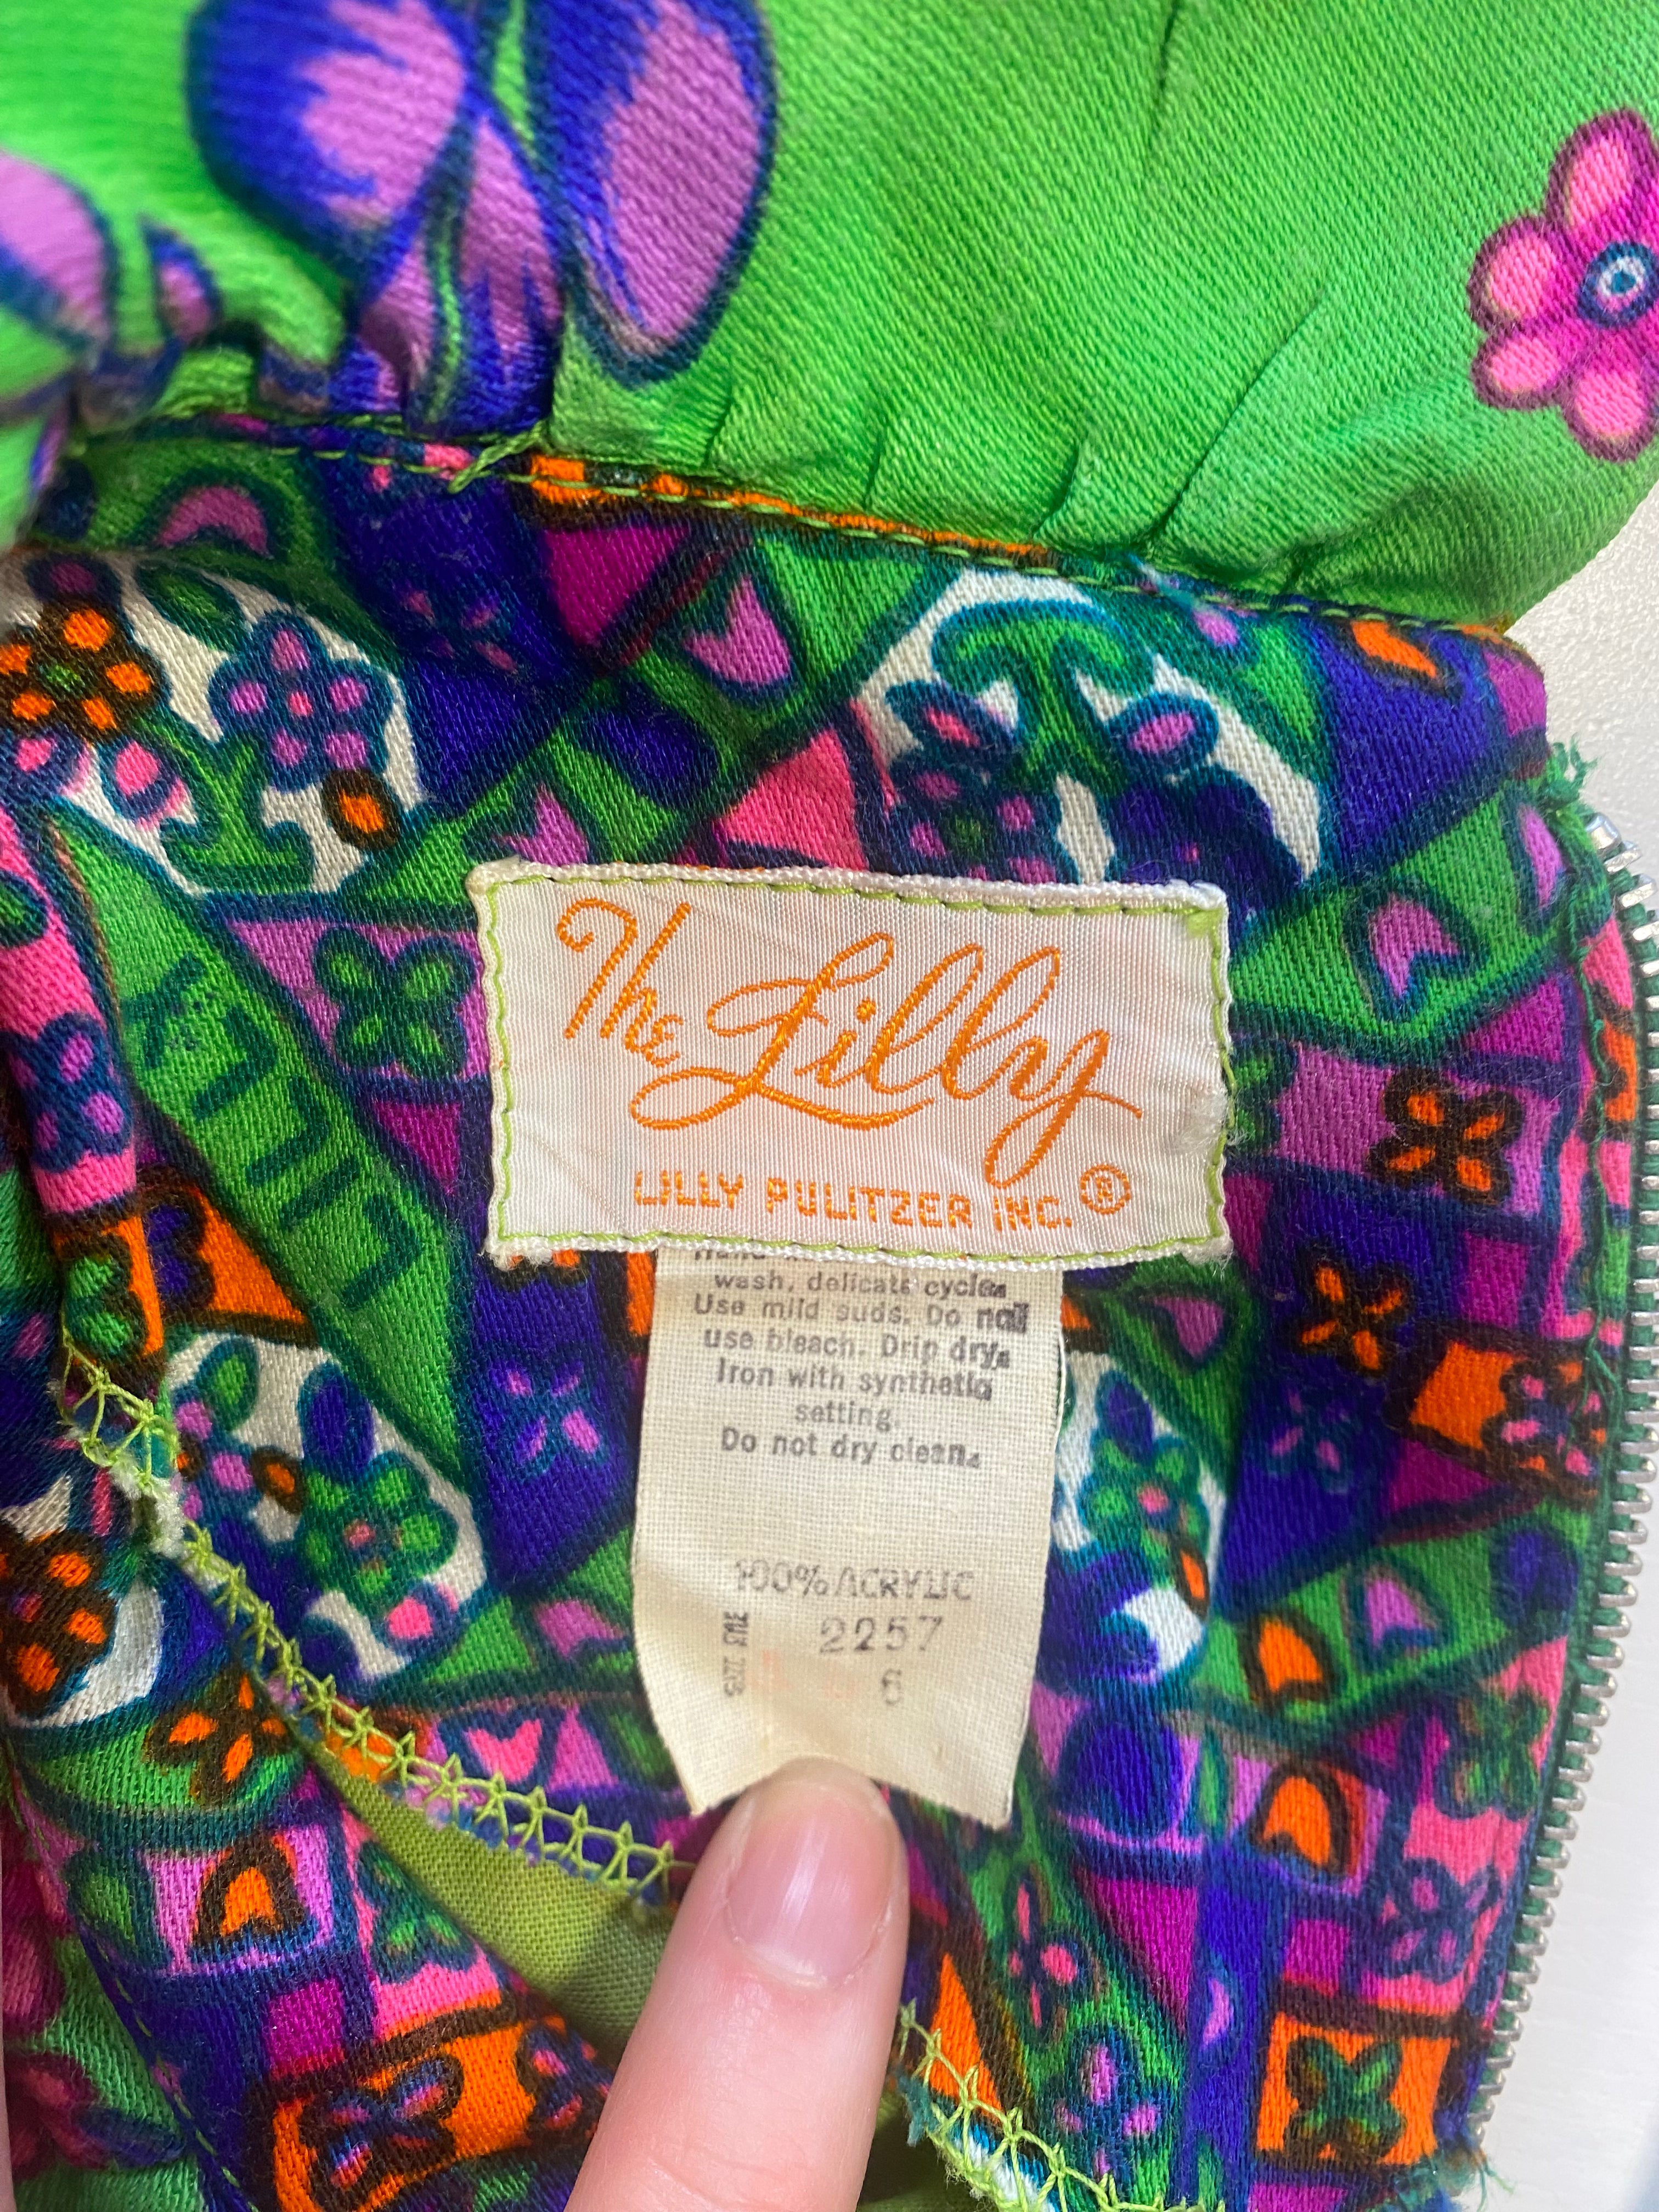 The Lilly
LILLY PULITZER INC. ®
wash, delicate cycle.
Use mild suds. Do not
use bleach. Drip dry.
Iron with synthetic
setting.
Do not dry clean.
100% ACRYLIC
2257
6
LILLY